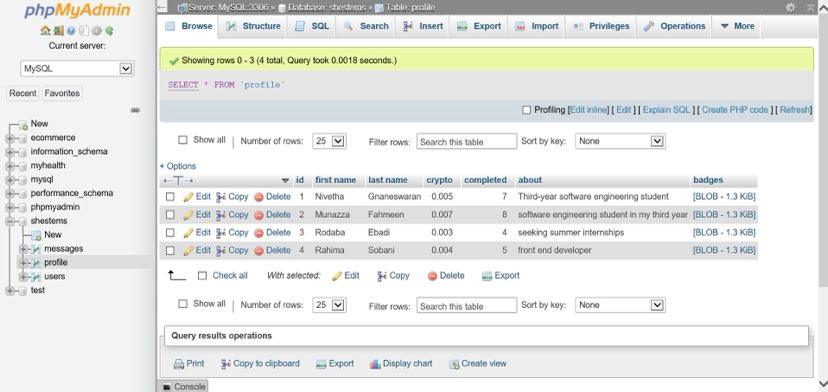 phpMyAdmin
Current server:
MySQL
Recent Favorites
New
ecommerce
information_schema
myhealth
mysql
performance_schema
phpmyadmin
shestems
New
messages
profile
users
test
Server: MySQL:3306 » Database: shestems » Table: profile
Browse Structure SQL Search Insert Export Import Privileges Operations More
Showing rows 0 - 3 (4 total, Query took 0.0018 seconds.)
SELECT * FROM `profile`
Profiling [Edit inline] [ Edit ] [ Explain SQL ] [ Create PHP code ] [ Refresh]
Show all | Number of rows: 25 Filter rows: Search this table Sort by key: None
+ Options
←T→ id first name last name crypto completed about badges
Edit Copy Delete 1 Nivetha Gnaneswaran 0.005 7 Third-year software engineering student [BLOB - 1.3 KiB]
Edit Copy Delete 2 Munazza Fahmeen 0.007 8 software engineering student in my third year [BLOB - 1.3 KiB]
Edit Copy Delete 3 Rodaba Ebadi 0.003 4 seeking summer internships [BLOB - 1.3 KiB]
Edit Copy Delete 4 Rahima Sobani 0.004 5 front end developer [BLOB - 1.3 KiB]
Check all With selected: Edit Copy Delete Export
Show all | Number of rows: 25 Filter rows: Search this table Sort by key: None
Query results operations
Print Copy to clipboard Export Display chart Create view
Console